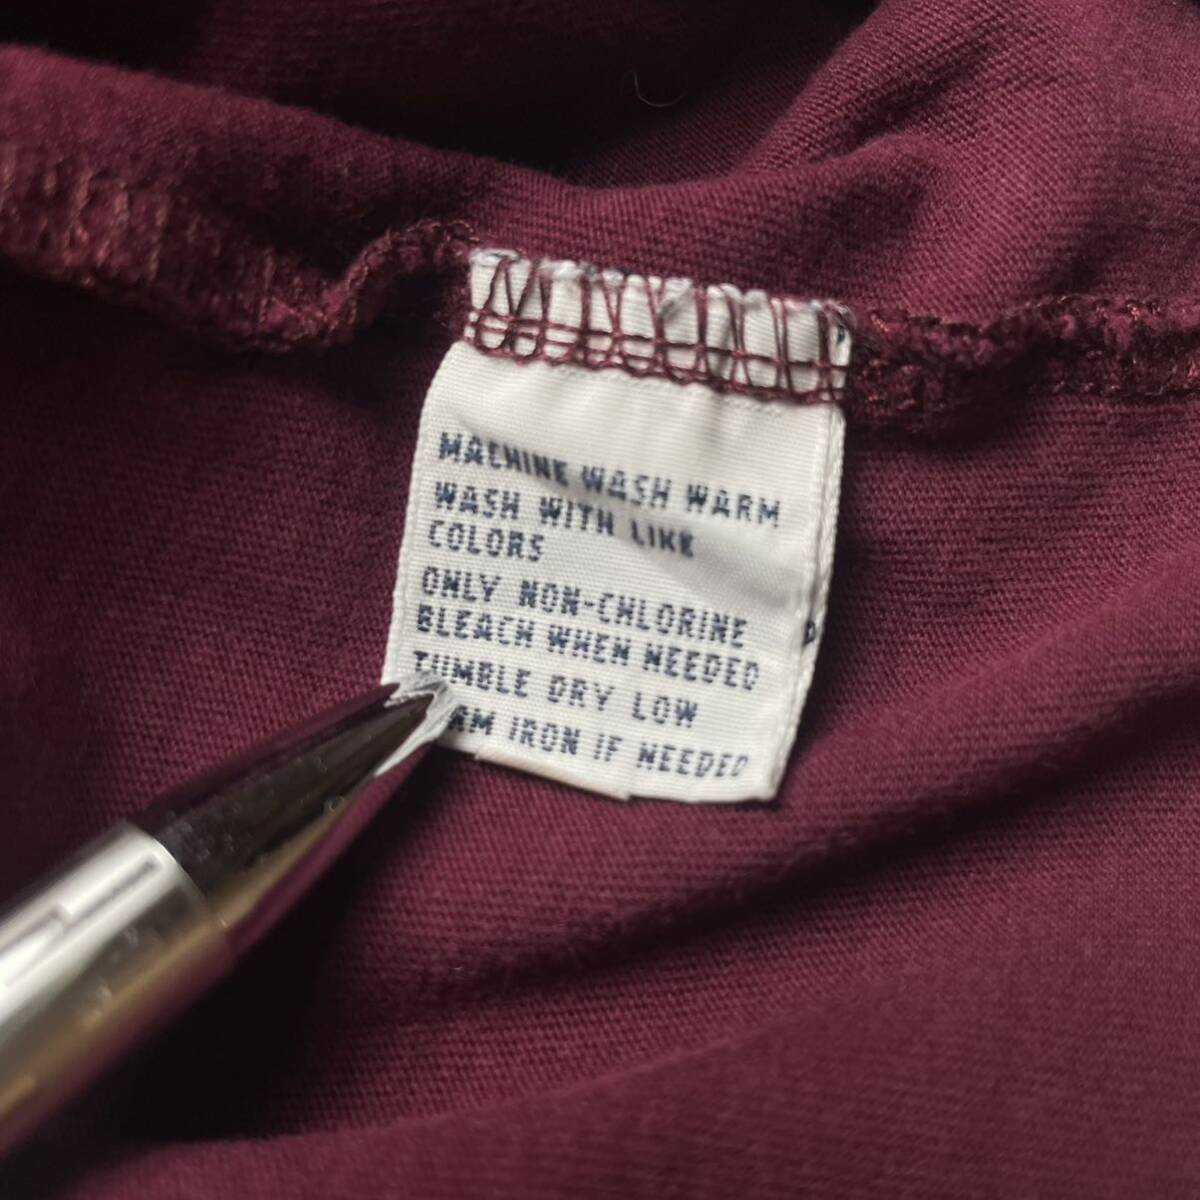 MACHINE WASH WARM
WASH WITH LIKE
COLORS
ONLY NON-CHLORINE
BLEACH WHEN NEEDED
TUMBLE DRY LOW
RM IRON IF NEEDED